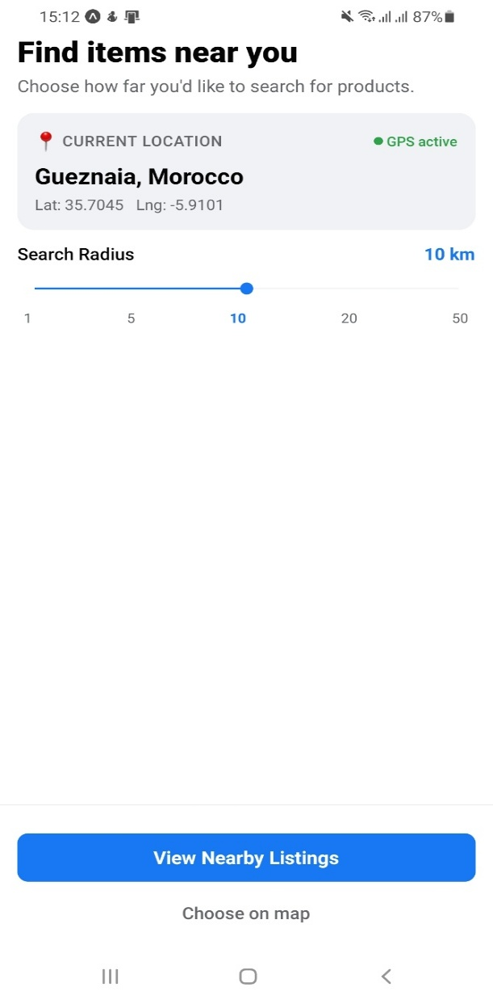 15:12 87%
Find items near you
Choose how far you'd like to search for products.
CURRENT LOCATION GPS active
Gueznaia, Morocco
Lat: 35.7045 Lng: -5.9101
Search Radius 10 km
1 5 10 20 50
View Nearby Listings
Choose on map